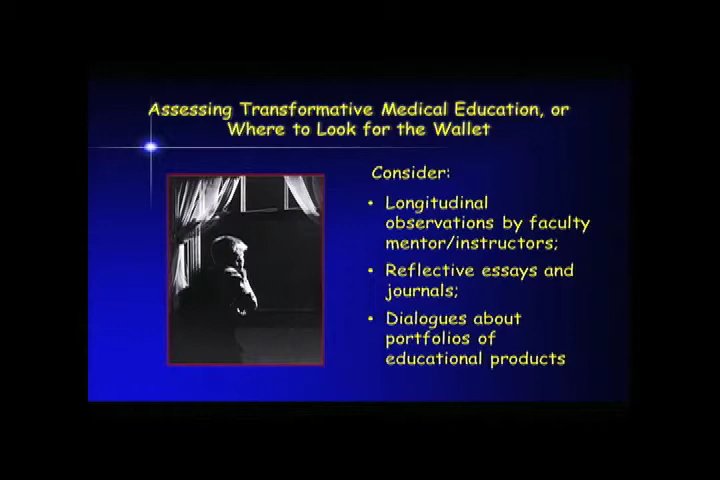 Assessing Transformative Medical Education, or
Where to Look for the Wallet
Consider:
• Longitudinal
observations by faculty
mentor/instructors;
• Reflective essays and
journals;
• Dialogues about
portfolios of
educational products